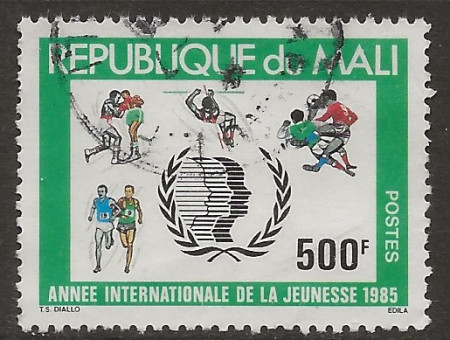 REPUBLIQUE du MALI
POSTES
500F
ANNEE INTERNATIONALE DE LA JEUNESSE 1985
T.S. DIALLO
EDILA